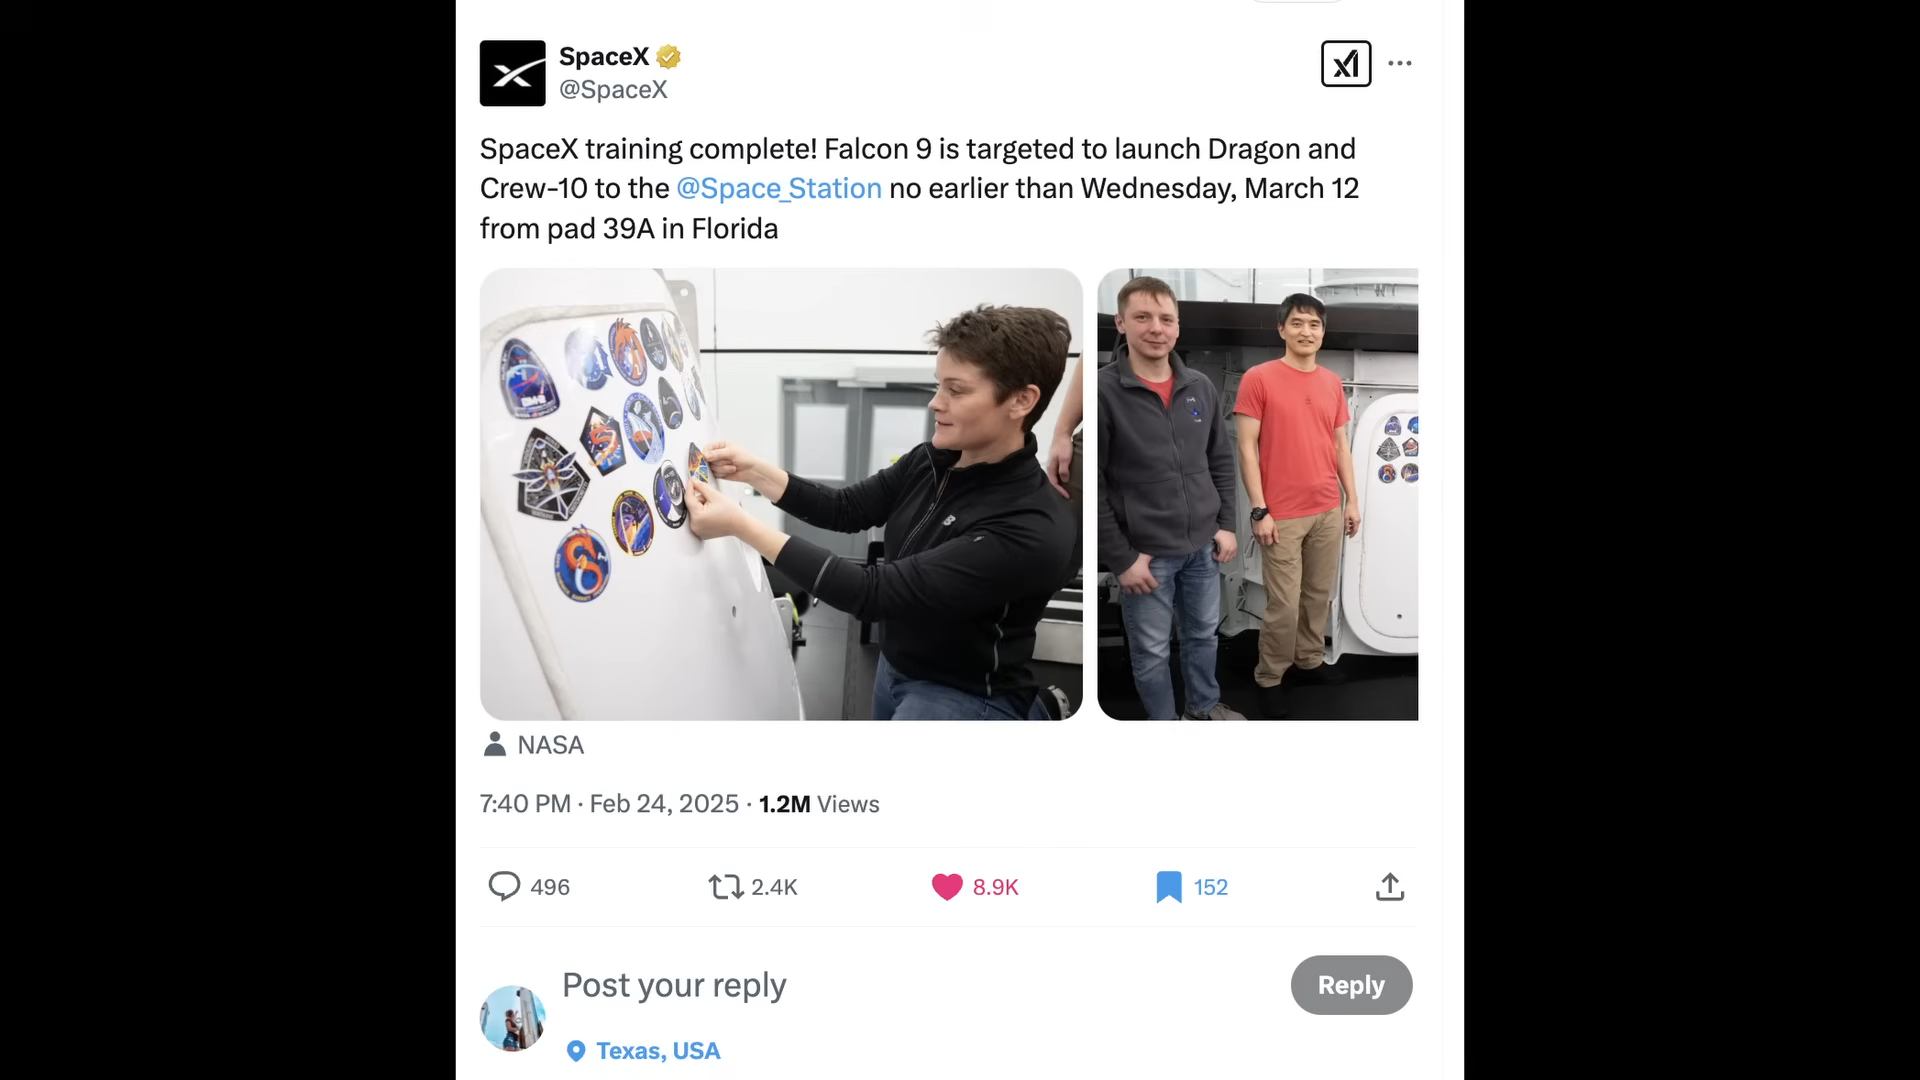 SpaceX
@SpaceX
SpaceX training complete! Falcon 9 is targeted to launch Dragon and
Crew-10 to the @Space_Station no earlier than Wednesday, March 12
from pad 39A in Florida
NASA
7:40 PM · Feb 24, 2025 · 1.2M Views
496 2.4K 8.9K 152
Post your reply
Reply
Texas, USA